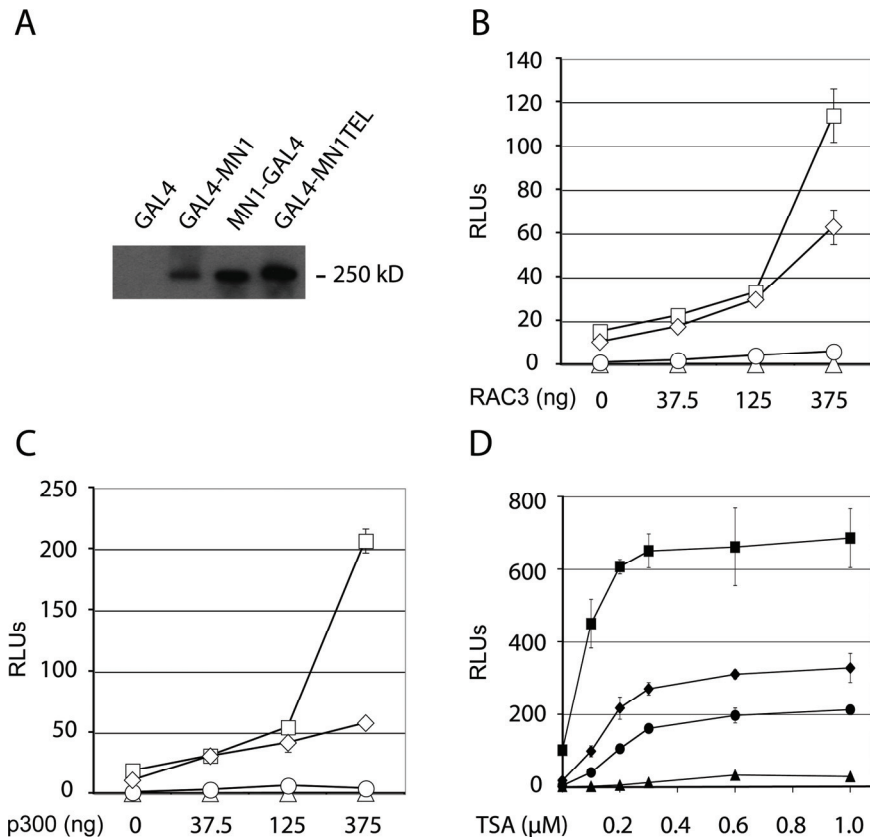 A
GAL4
GAL4-MN1
MN1-GAL4
GAL4-MN1TEL
– 250 kD
B
140
120
100
80
60
40
20
0
RLUs
RAC3 (ng)
0 37.5 125 375
C
250
200
150
100
50
0
RLUs
p300 (ng)
0 37.5 125 375
D
800
600
400
200
0
RLUs
TSA (µM)
0.2 0.4 0.6 1.0